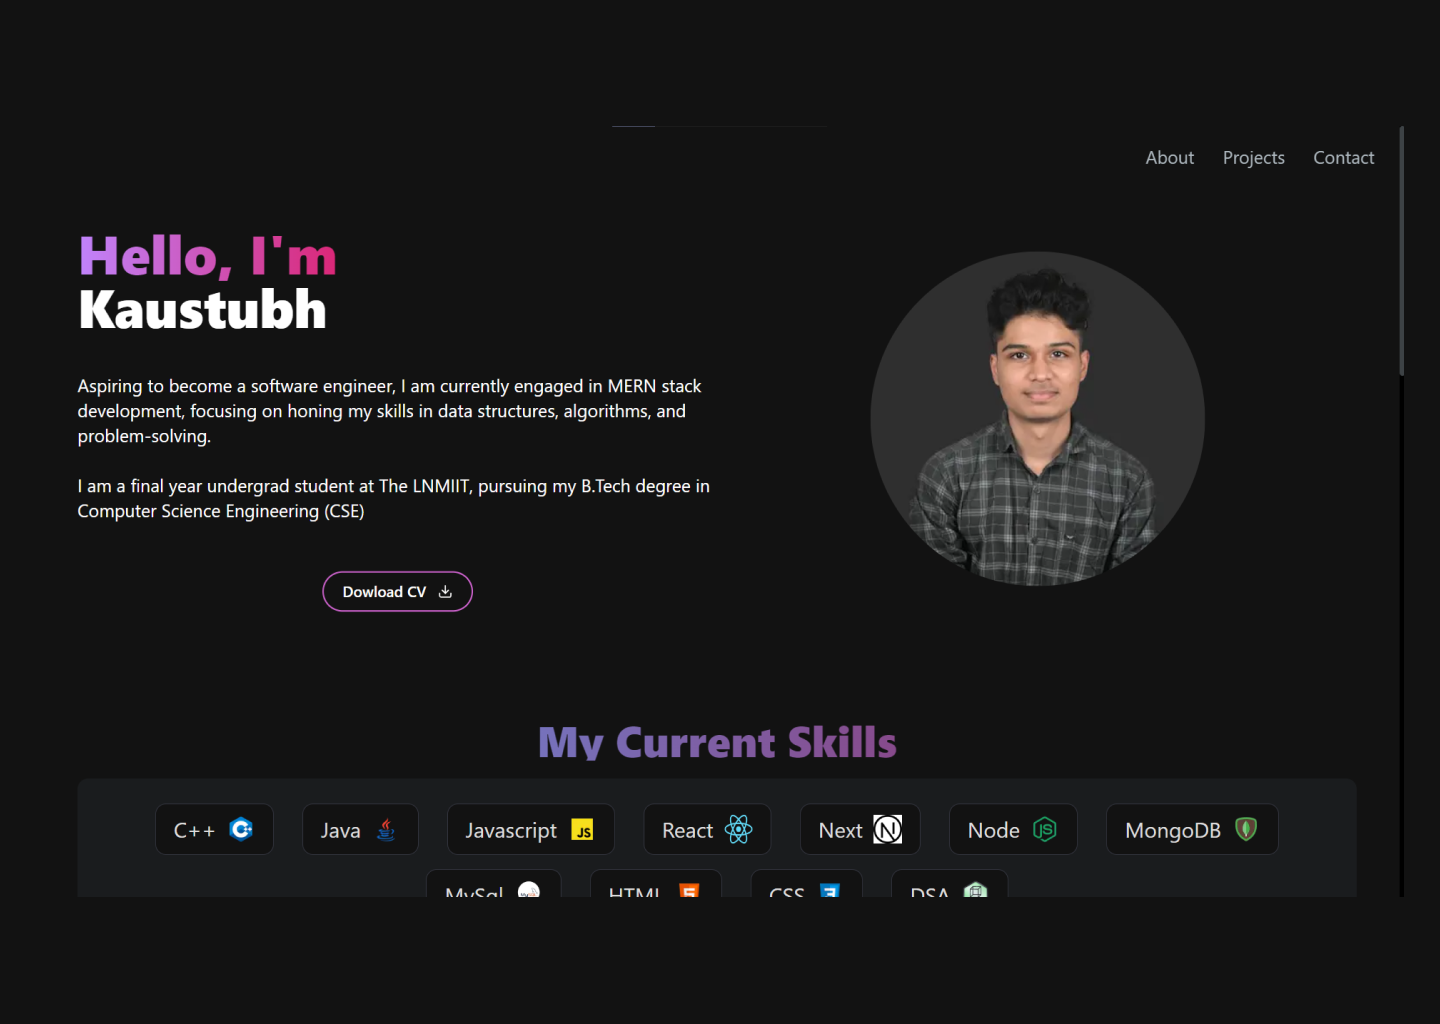 About Projects Contact
Hello, I'm
Kaustubh
Aspiring to become a software engineer, I am currently engaged in MERN stack
development, focusing on honing my skills in data structures, algorithms, and
problem-solving.
I am a final year undergrad student at The LNMIIT, pursuing my B.Tech degree in
Computer Science Engineering (CSE)
Dowload CV
My Current Skills
C++ Java Javascript JS React Next N Node JS MongoDB
MySql HTML 5 CSS 3 DSA